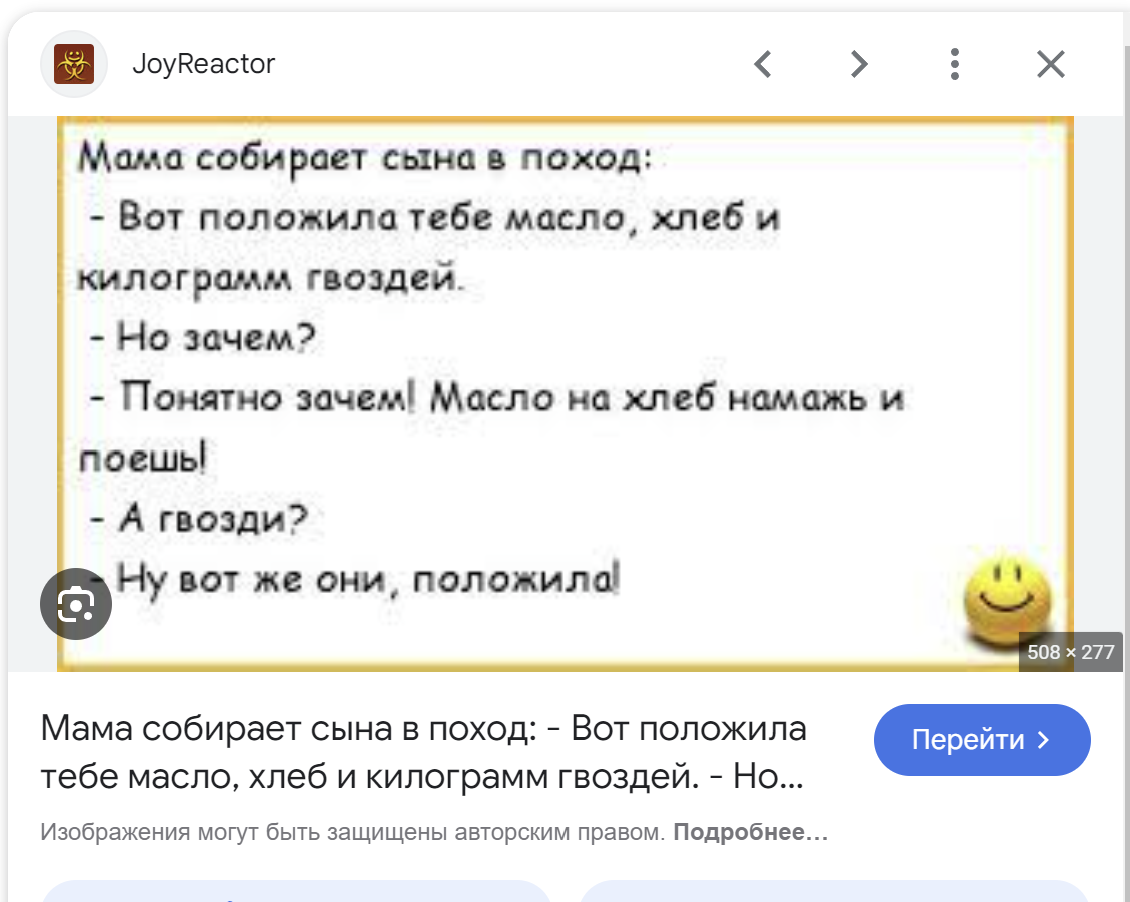 JoyReactor
Мама собирает сына в поход:
- Вот положила тебе масло, хлеб и
килограмм гвоздей.
- Но зачем?
- Понятно зачем! Масло на хлеб намажь и
поешь!
- А гвозди?
- Ну вот же они, положила!
508 × 277
Мама собирает сына в поход: - Вот положила
тебе масло, хлеб и килограмм гвоздей. - Но...
Перейти
Изображения могут быть защищены авторским правом. Подробнее...